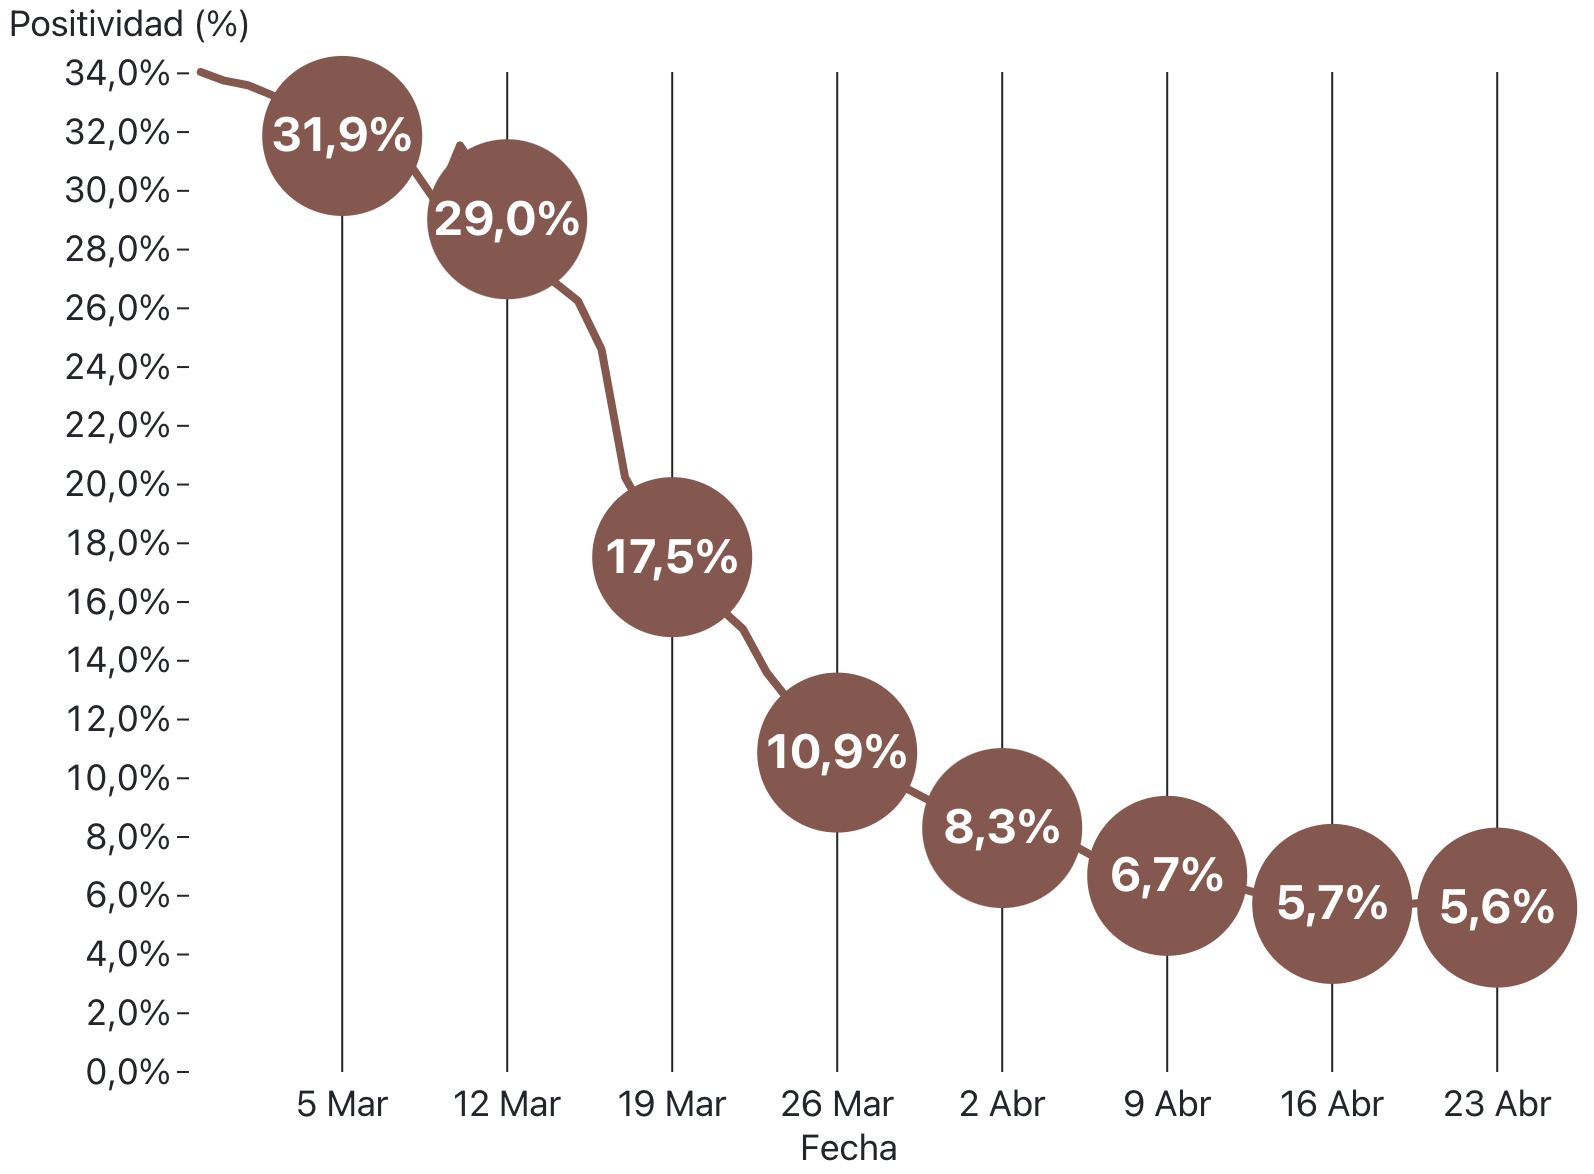 Positividad (%)
34,0%
32,0%
30,0%
28,0%
26,0%
24,0%
22,0%
20,0%
18,0%
16,0%
14,0%
12,0%
10,0%
8,0%
6,0%
4,0%
2,0%
0,0%
31,9%
29,0%
17,5%
10,9%
8,3%
6,7%
5,7%
5,6%
5 Mar
12 Mar
19 Mar
26 Mar
2 Abr
9 Abr
16 Abr
23 Abr
Fecha